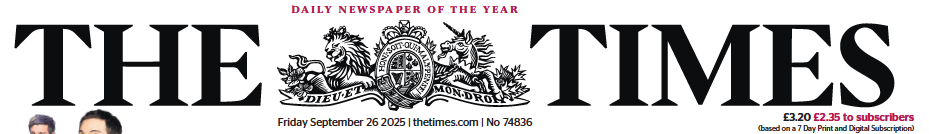 DAILY NEWSPAPER OF THE YEAR
THE TIMES
HONI·SOIT·QUI·MAL·Y·PENSE
DIEU·ET MON·DROIT
Friday September 26 2025 | thetimes.com | No 74836
£3.20 £2.35 to subscribers
(based on a 7 Day Print and Digital Subscription)